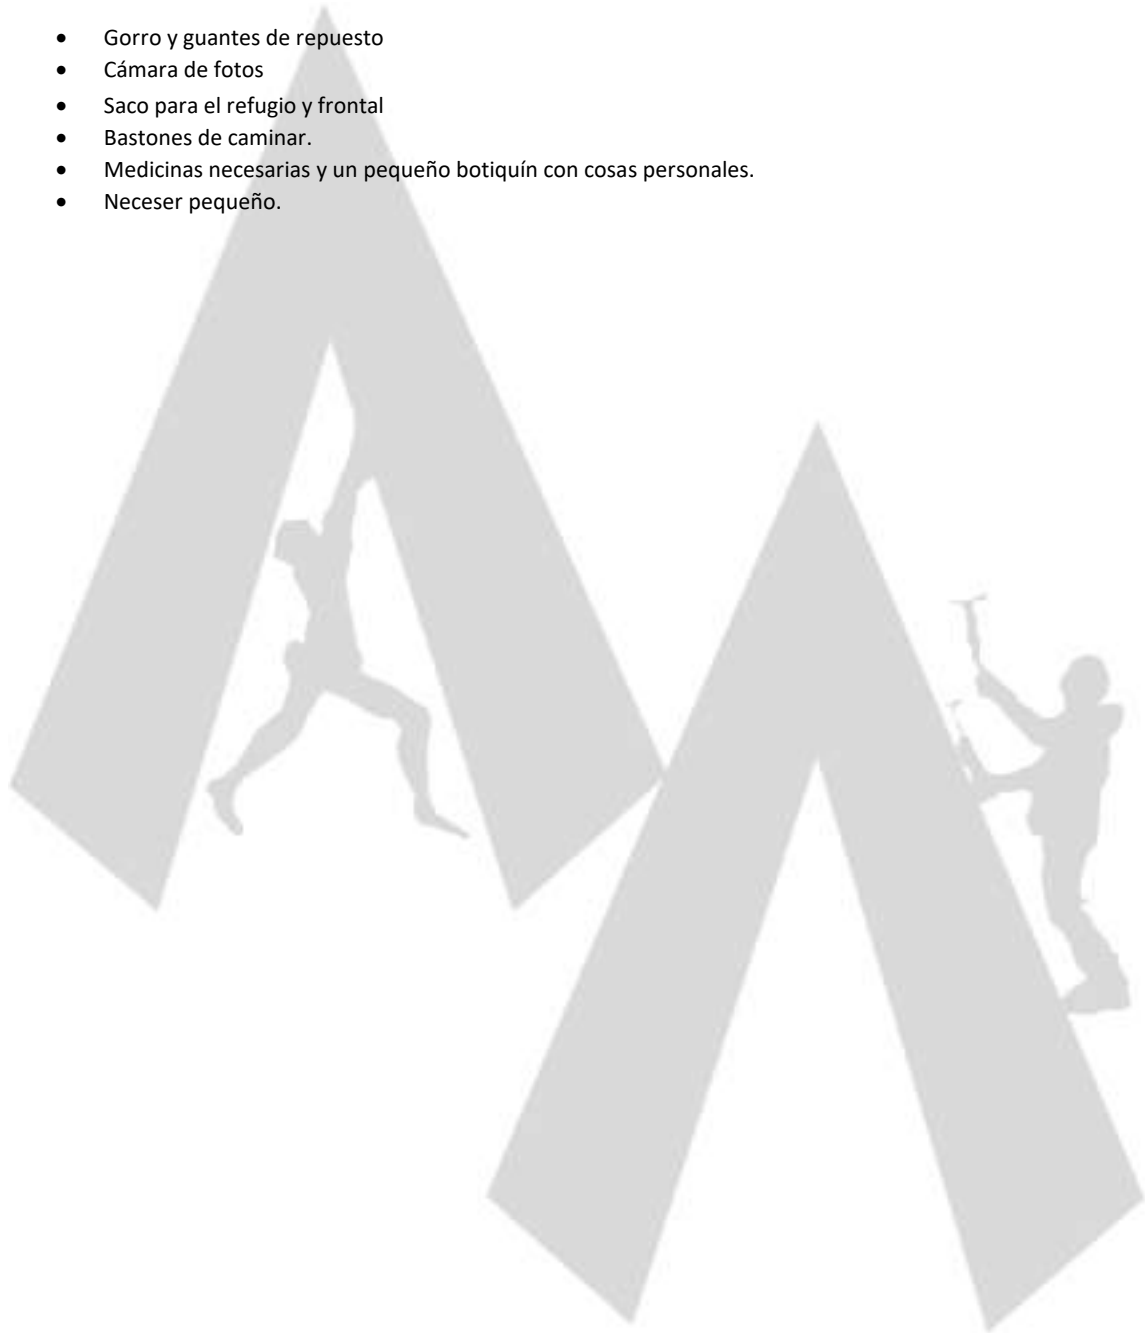 • Gorro y guantes de repuesto
• Cámara de fotos
• Saco para el refugio y frontal
• Bastones de caminar.
• Medicinas necesarias y un pequeño botiquín con cosas personales.
• Neceser pequeño.